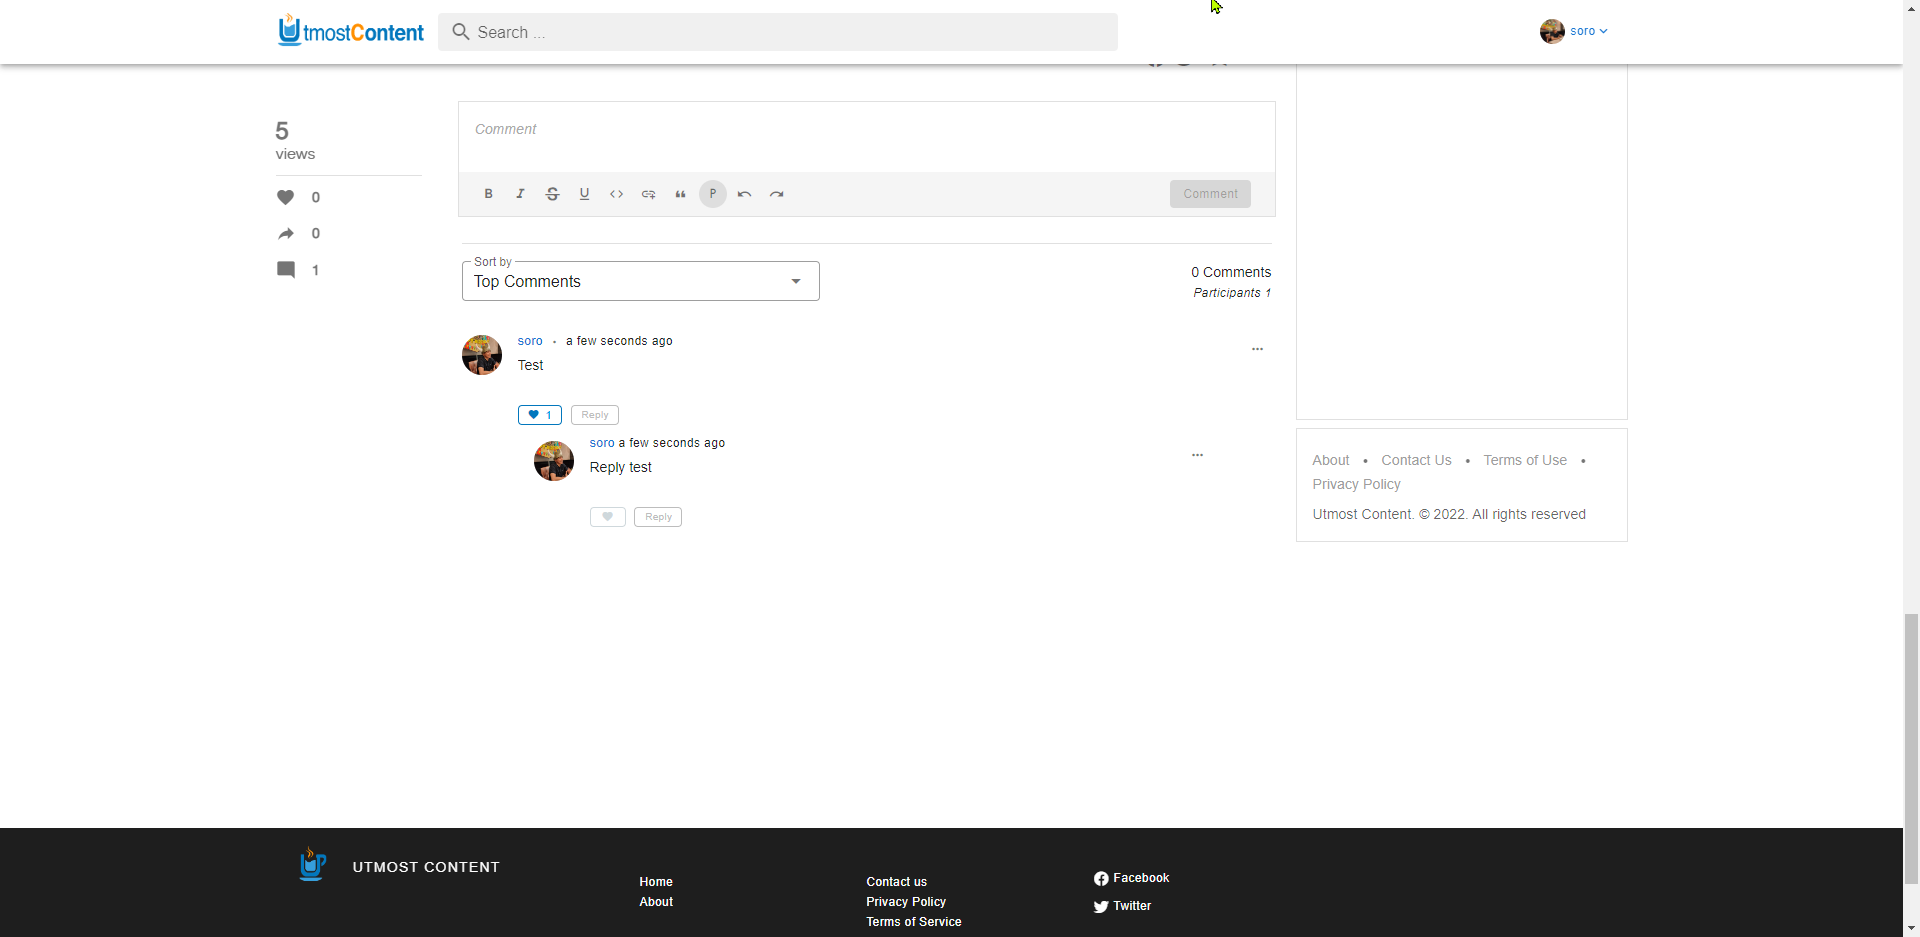 UtmostContent
Search ...
soro
5
views
0
0
1
Comment
B I S U <> “ P
Comment
Sort by
Top Comments
0 Comments
Participants 1
soro • a few seconds ago
...
Test
1 Reply
soro a few seconds ago
...
Reply test
Reply
About • Contact Us • Terms of Use •
Privacy Policy
Utmost Content. © 2022. All rights reserved
UTMOST CONTENT
Home
About
Contact us
Privacy Policy
Terms of Service
Facebook
Twitter